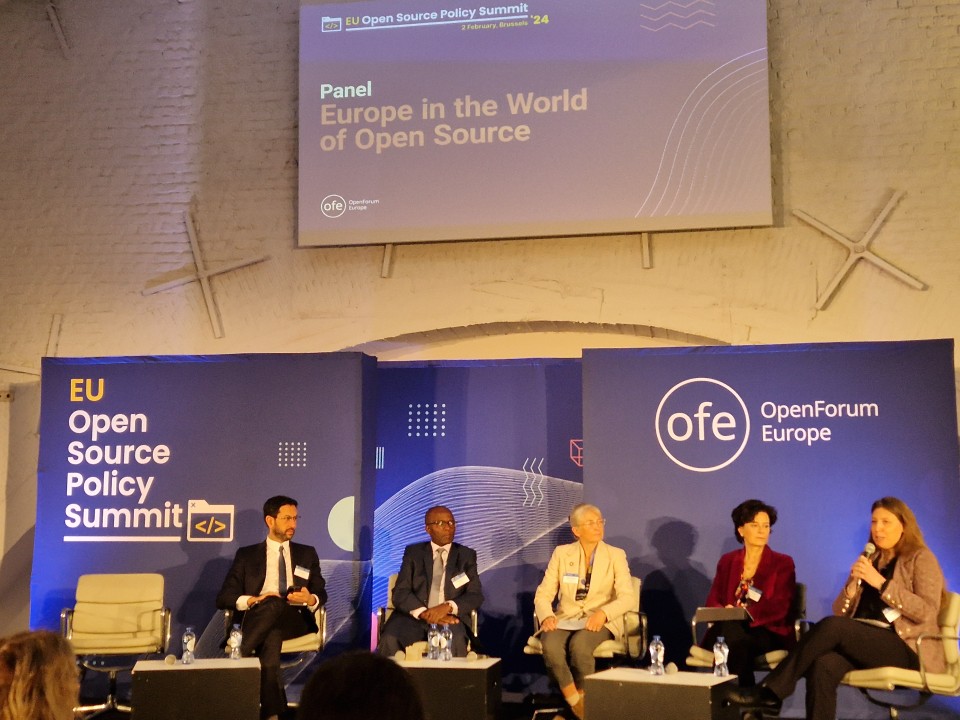 EU Open Source Policy Summit '24
2 February, Brussels
Panel
Europe in the World
of Open Source
ofe OpenForum
Europe
EU
Open
Source
Policy
Summit </>
ofe OpenForum
Europe